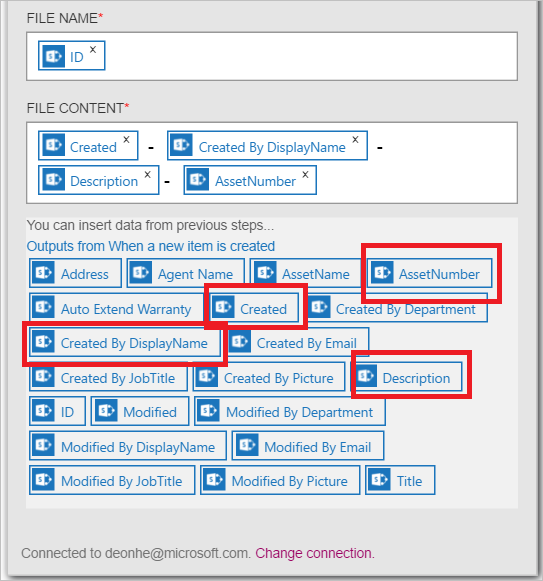 FILE NAME*
ID x
FILE CONTENT*
Created x - Created By DisplayName x -
Description x - AssetNumber x
You can insert data from previous steps...
Outputs from When a new item is created
Address Agent Name AssetName AssetNumber
Auto Extend Warranty Created Created By Department
Created By DisplayName Created By Email
Created By JobTitle Created By Picture Description
ID Modified Modified By Department
Modified By DisplayName Modified By Email
Modified By JobTitle Modified By Picture Title
Connected to deonhe@microsoft.com. Change connection.